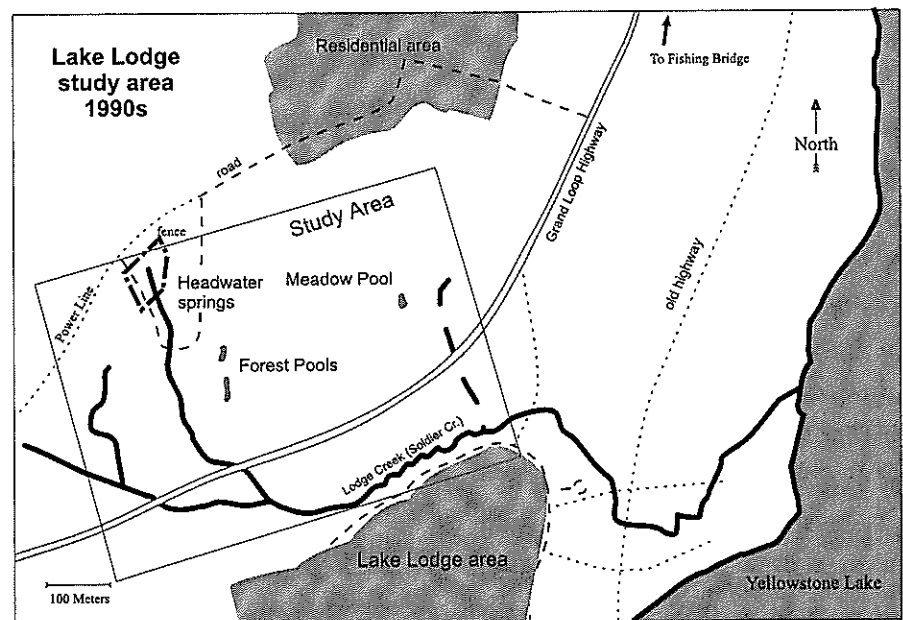 Lake Lodge
study area
1990s
Residential area
To Fishing Bridge
North
road
Grand Loop Highway
Study Area
fence
Headwater
springs
Meadow Pool
old highway
Power Line
Forest Pools
Lodge Creek (Soldier Cr.)
Lake Lodge area
Yellowstone Lake
100 Meters